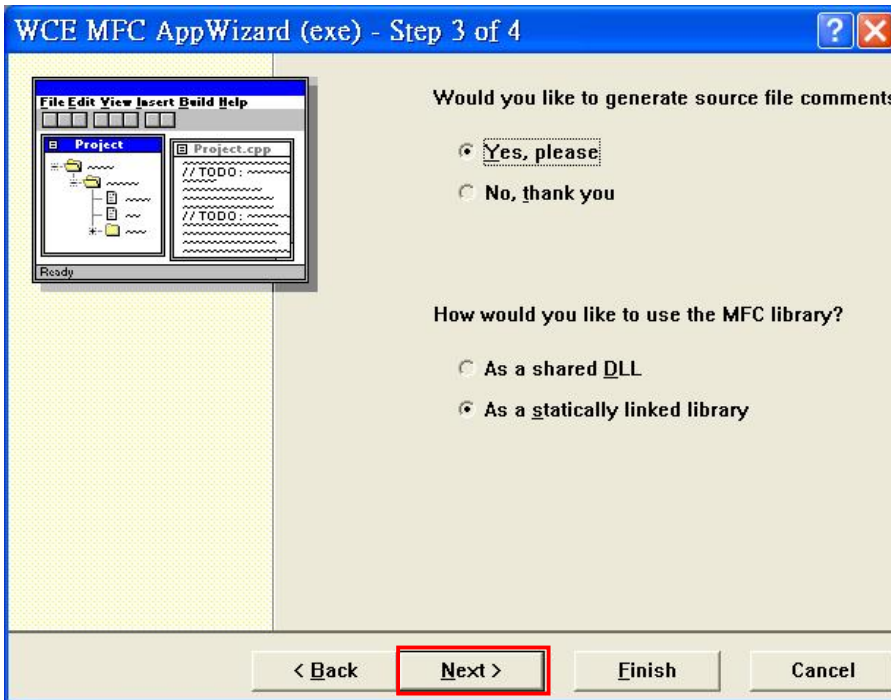 WCE MFC AppWizard (exe) - Step 3 of 4
File Edit View Insert Build Help
Project
Project.cpp
//TODO:
//TODO:
Ready
Would you like to generate source file comments
Yes, please
No, thank you
How would you like to use the MFC library?
As a shared DLL
As a statically linked library
< Back
Next >
Finish
Cancel